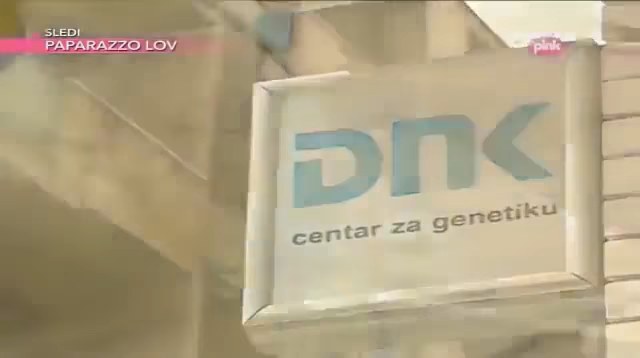 SLEDI
PAPARAZZO LOV
pink
DNK
centar za genetiku